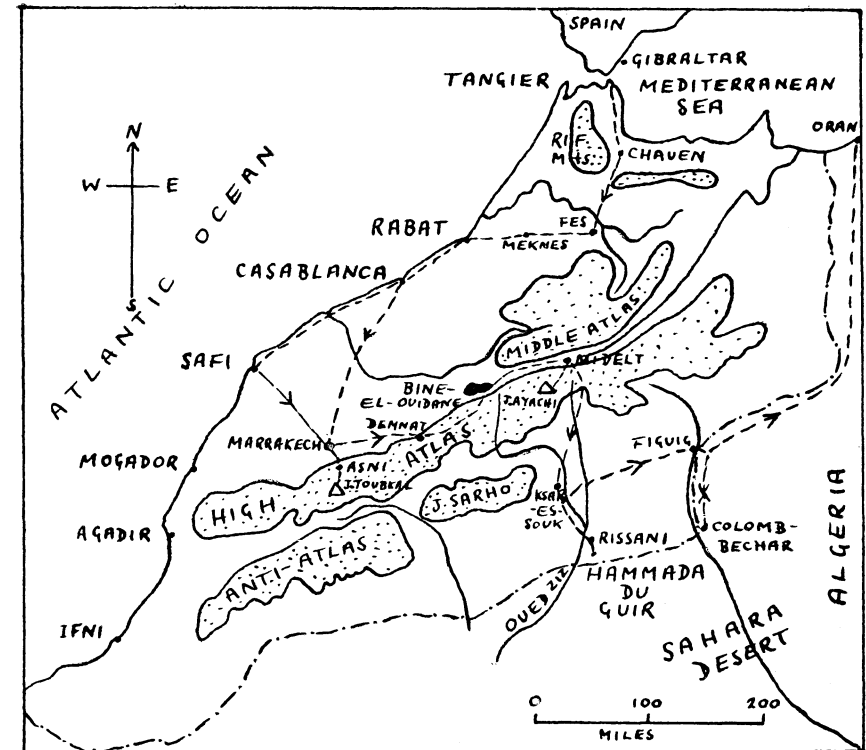 SPAIN
GIBRALTAR
TANGIER
MEDITERRANEAN
SEA
ORAN
N
W E
S
RIF
MTS.
CHAUEN
ATLANTIC OCEAN
RABAT
FES
MEKNES
CASABLANCA
MIDDLE ATLAS
SAFI
MIDELT
BINE-
EL-OUIDANE
J.AYACHI
DEMNAT
MARRAKECH
FIGUIG
MOGADOR
ASNI
J.TOUBKAL
HIGH ATLAS
J. SARHO
KSAR
-ES-
SOUK
AGADIR
RISSANI
COLOMB-
BECHAR
ALGERIA
ANTI-ATLAS
OUED ZIZ
HAMMADA
DU
GUIR
IFNI
SAHARA
DESERT
0 100 200
MILES